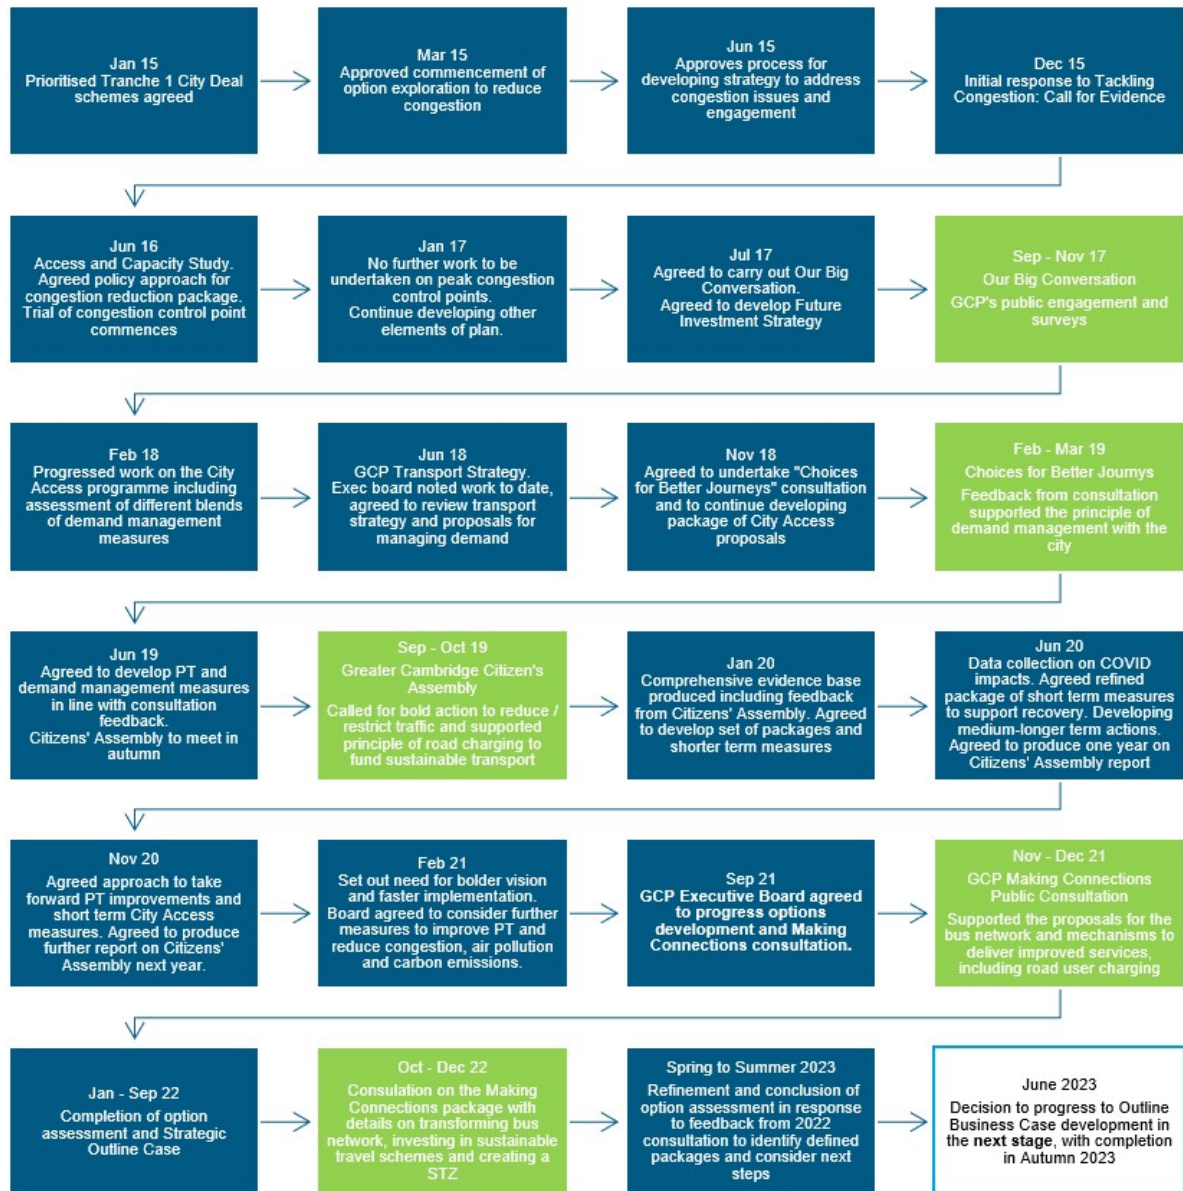 Jan 15
Prioritised Tranche 1 City Deal
schemes agreed
Mar 15
Approved commencement of
option exploration to reduce
congestion
Jun 15
Approves process for
developing strategy to address
congestion issues and
engagement
Dec 15
Initial response to Tackling
Congestion: Call for Evidence
Jun 16
Access and Capacity Study.
Agreed policy approach for
congestion reduction package.
Trial of congestion control point
commences
Jan 17
No further work to be
undertaken on peak congestion
control points.
Continue developing other
elements of plan.
Jul 17
Agreed to carry out Our Big
Conversation.
Agreed to develop Future
Investment Strategy
Sep - Nov 17
Our Big Conversation
GCP's public engagement and
surveys
Feb 18
Progressed work on the City
Access programme including
assessment of different blends
of demand management
measures
Jun 18
GCP Transport Strategy.
Exec board noted work to date,
agreed to review transport
strategy and proposals for
managing demand
Nov 18
Agreed to undertake "Choices
for Better Journeys" consultation
and to continue developing
package of City Access
proposals
Feb - Mar 19
Choices for Better Journys
Feedback from consultation
supported the principle of
demand management with the
city
Jun 19
Agreed to develop PT and
demand management measures
in line with consultation
feedback.
Citizens' Assembly to meet in
autumn
Sep - Oct 19
Greater Cambridge Citizen's
Assembly
Called for bold action to reduce /
restrict traffic and supported
principle of road charging to
fund sustainable transport
Jan 20
Comprehensive evidence base
produced including feedback
from Citizens' Assembly. Agreed
to develop set of packages and
shorter term measures
Jun 20
Data collection on COVID
impacts. Agreed refined
package of short term measures
to support recovery. Developing
medium-longer term actions.
Agreed to produce one year on
Citizens' Assembly report
Nov 20
Agreed approach to take
forward PT improvements and
short term City Access
measures. Agreed to produce
further report on Citizens'
Assembly next year.
Feb 21
Set out need for bolder vision
and faster implementation.
Board agreed to consider further
measures to improve PT and
reduce congestion, air pollution
and carbon emissions.
Sep 21
GCP Executive Board agreed
to progress options
development and Making
Connections consultation.
Nov - Dec 21
GCP Making Connections
Public Consultation
Supported the proposals for the
bus network and mechanisms to
deliver improved services,
including road user charging
Jan - Sep 22
Completion of option
assessment and Strategic
Outline Case
Oct - Dec 22
Consulation on the Making
Connections package with
details on transforming bus
network, investing in sustainable
travel schemes and creating a
STZ
Spring to Summer 2023
Refinement and conclusion of
option assessment in response
to feedback from 2022
consultation to identify defined
packages and consider next
steps
June 2023
Decision to progress to Outline
Business Case development in
the next stage, with completion
in Autumn 2023